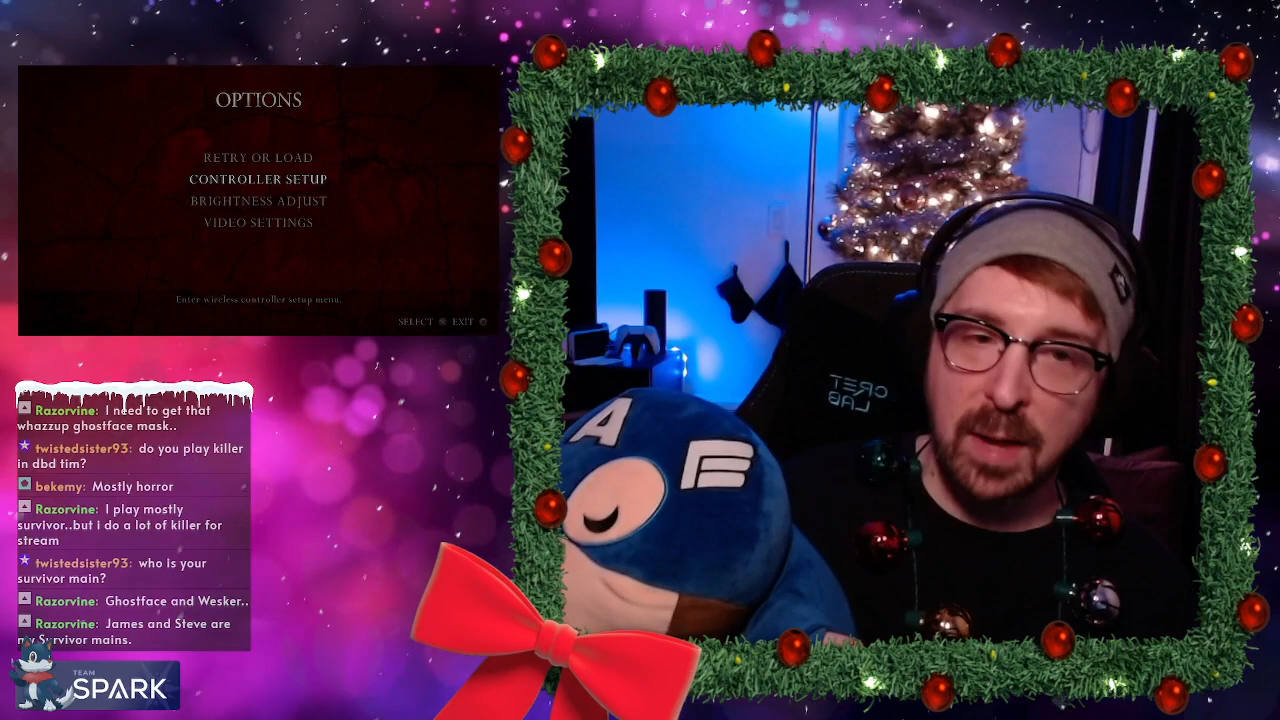 OPTIONS
RETRY OR LOAD
CONTROLLER SETUP
BRIGHTNESS ADJUST
VIDEO SETTINGS
Enter wireless controller setup menu.
SELECT EXIT
Razorvine: I need to get that
whazzup ghostface mask..
twistedsister93: do you play killer
in dbd tim?
bekemy: Mostly horror
Razorvine: I play mostly
survivor..but i do a lot of killer for
stream
twistedsister93: who is your
survivor main?
Razorvine: Ghostface and Wesker..
Razorvine: James and Steve are
my Survivor mains.
TEAM
SPARK
A F
CRET
LAB